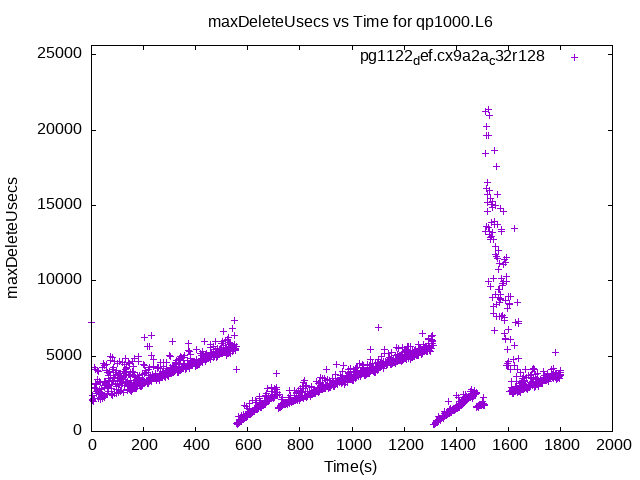 maxDeleteUsecs vs Time for qp1000.L6
pg1122def.cx9a2ac32r128
25000
20000
15000
10000
5000
0
maxDeleteUsecs
0 200 400 600 800 1000 1200 1400 1600 1800 2000
Time(s)